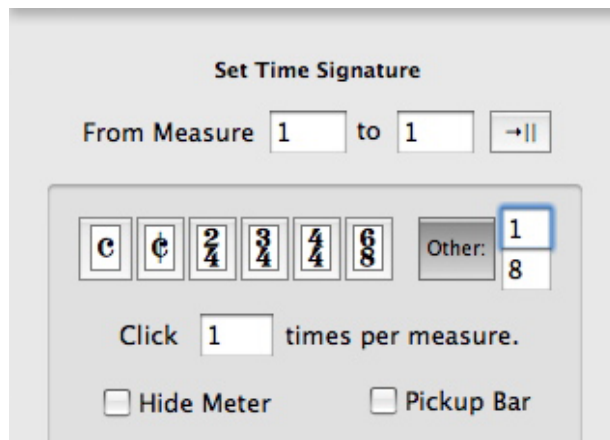 Set Time Signature
From Measure 1 to 1 →||
C ¢ 2/4 3/4 4/4 6/8 Other: 1/8
Click 1 times per measure.
Hide Meter Pickup Bar